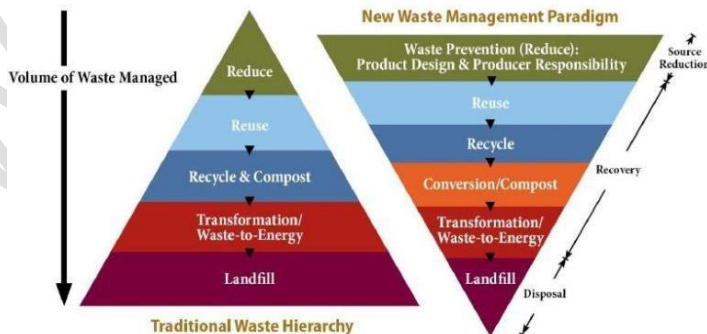 New Waste Management Paradigm
Volume of Waste Managed
Reduce
Reuse
Recycle & Compost
Transformation/
Waste-to-Energy
Landfill
Traditional Waste Hierarchy
Waste Prevention (Reduce):
Product Design & Producer Responsibility
Reuse
Recycle
Conversion/Compost
Transformation/
Waste-to-Energy
Landfill
Source
Reduction
Recovery
Disposal